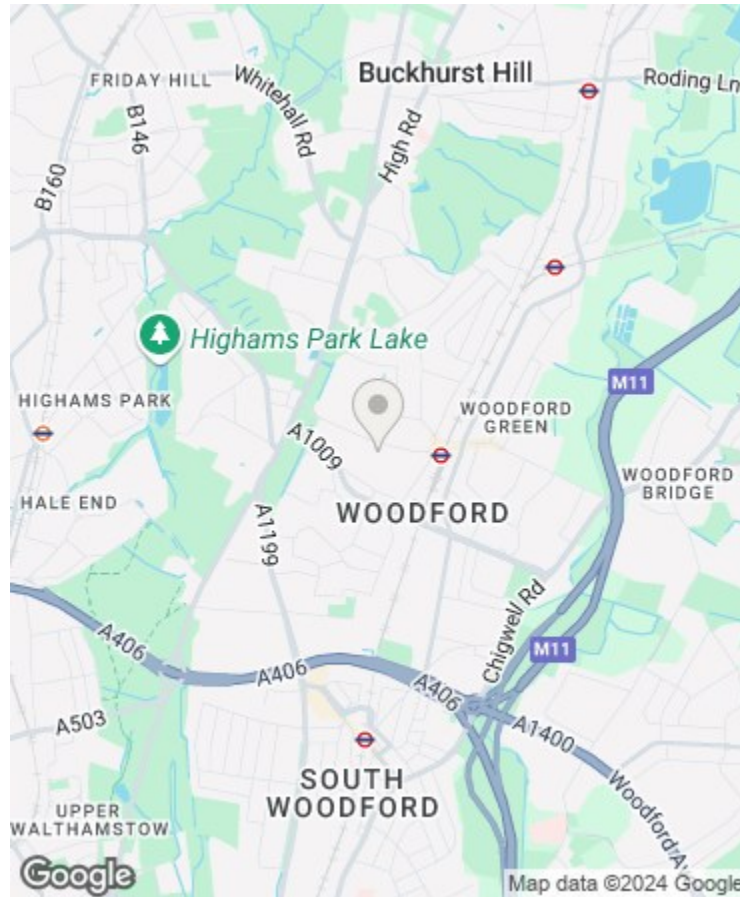 Buckhurst Hill
Roding Ln
FRIDAY HILL
Whitehall Rd
B146
High Rd
B160
Highams Park Lake
M11
HIGHAMS PARK
WOODFORD
GREEN
A1009
WOODFORD
BRIDGE
HALE END
WOODFORD
A1199
Chigwell Rd
A406
M11
A406
A406
A503
A1400
SOUTH
WOODFORD
Woodford Av
UPPER
WALTHAMSTOW
Google
Map data ©2024 Google